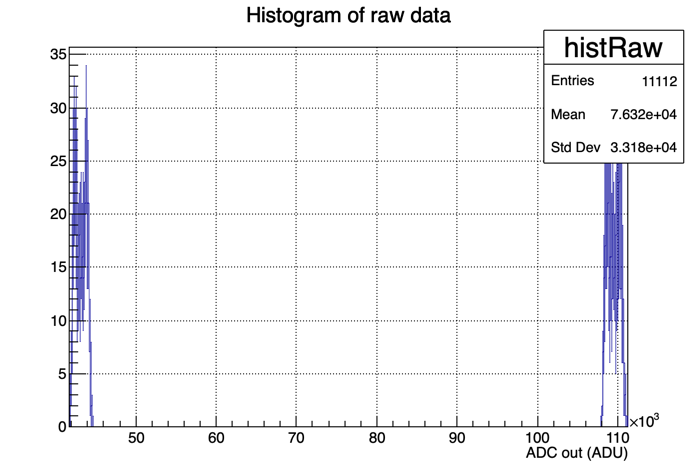 Histogram of raw data
histRaw
Entries 11112
Mean 7.632e+04
Std Dev 3.318e+04
35
30
25
20
15
10
5
0
50 60 70 80 90 100 110
×10³
ADC out (ADU)